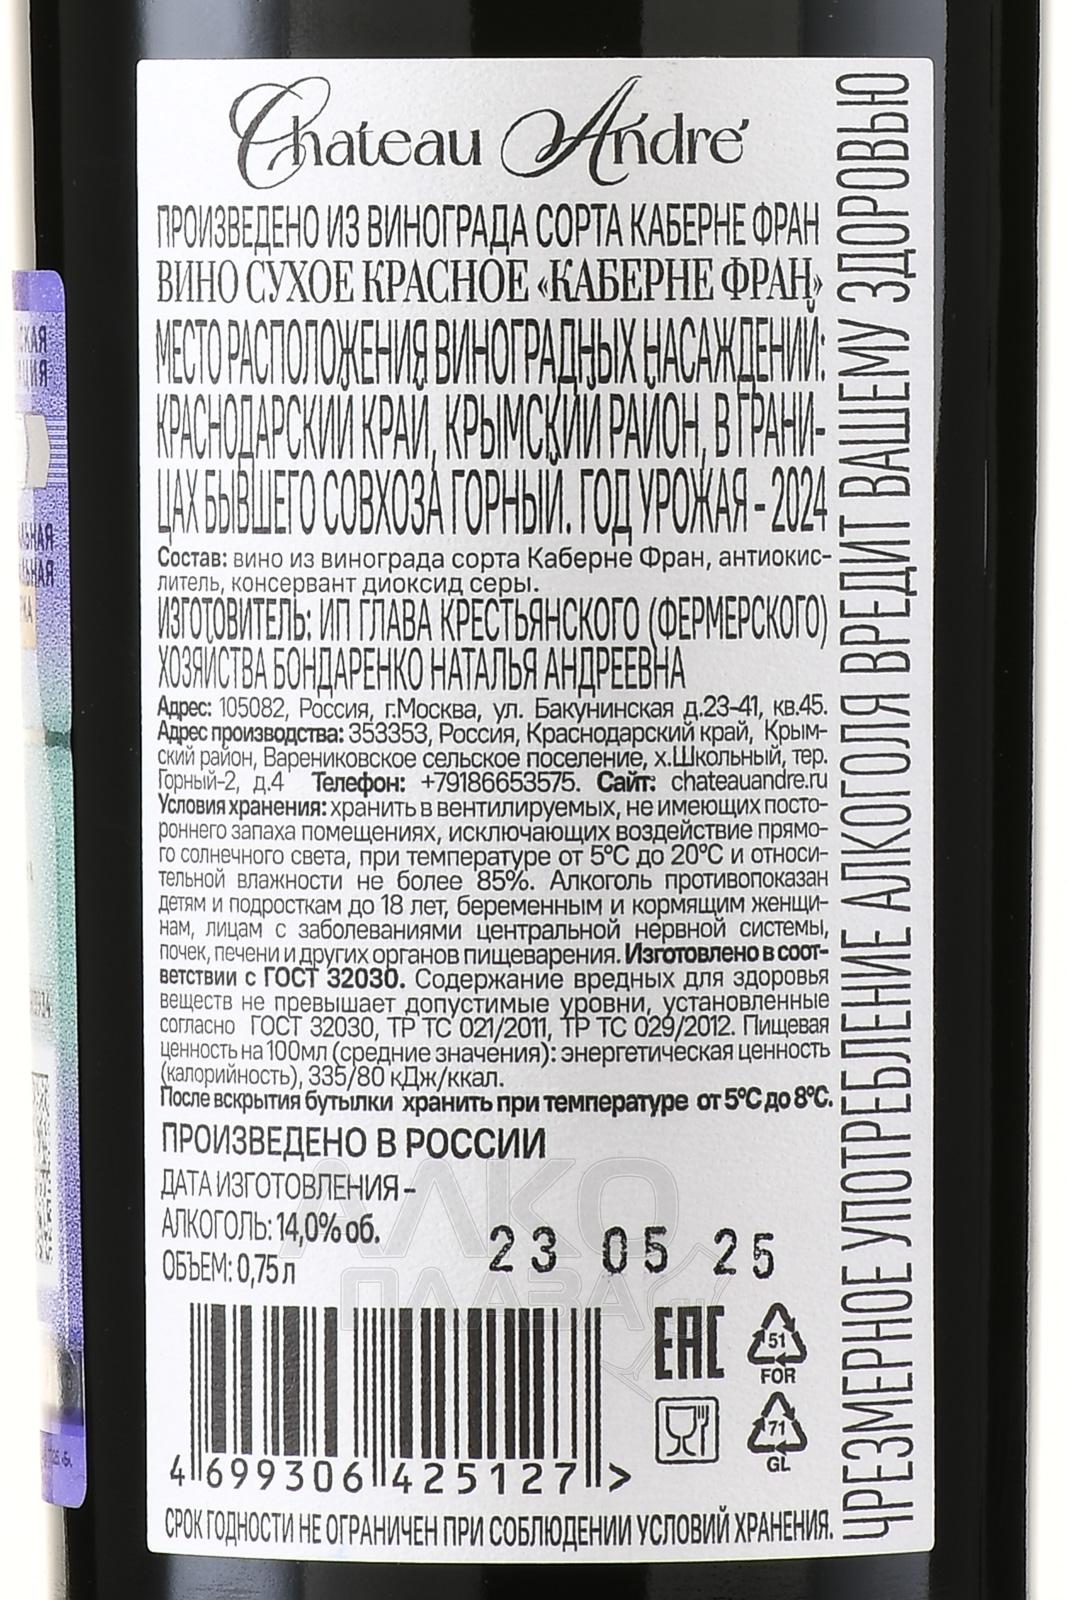 Chateau André
ПРОИЗВЕДЕНО ИЗ ВИНОГРАДА СОРТА КАБЕРНЕ ФРАН
ВИНО СУХОЕ КРАСНОЕ «КАБЕРНЕ ФРАН»
МЕСТО РАСПОЛОЖЕНИЯ ВИНОГРАДНЫХ НАСАЖДЕНИЙ:
КРАСНОДАРСКИЙ КРАЙ, КРЫМСКИЙ РАЙОН, В ГРАНИ-
ЦАХ БЫВШЕГО СОВХОЗА ГОРНЫЙ. ГОД УРОЖАЯ - 2024
Состав: вино из винограда сорта Каберне Фран, антиокис-
литель, консервант диоксид серы.
ИЗГОТОВИТЕЛЬ: ИП ГЛАВА КРЕСТЬЯНСКОГО (ФЕРМЕРСКОГО)
ХОЗЯЙСТВА БОНДАРЕНКО НАТАЛЬЯ АНДРЕЕВНА
Адрес: 105082, Россия, г.Москва, ул. Бакунинская д.23-41, кв.45.
Адрес производства: 353353, Россия, Краснодарский край, Крым-
ский район, Варениковское сельское поселение, х.Школьный, тер.
Горный-2, д.4 Телефон: +79186653575. Сайт: chateauandre.ru
Условия хранения: хранить в вентилируемых, не имеющих посто-
роннего запаха помещениях, исключающих воздействие прямо-
го солнечного света, при температуре от 5°С до 20°С и относи-
тельной влажности не более 85%. Алкоголь противопоказан
детям и подросткам до 18 лет, беременным и кормящим женщи-
нам, лицам с заболеваниями центральной нервной системы,
почек, печени и других органов пищеварения. Изготовлено в соот-
ветствии с ГОСТ 32030. Содержание вредных для здоровья
веществ не превышает допустимые уровни, установленные
согласно ГОСТ 32030, ТР ТС 021/2011, ТР ТС 029/2012. Пищевая
ценность на 100мл (средние значения): энергетическая ценность
(калорийность), 335/80 кДж/ккал.
После вскрытия бутылки хранить при температуре от 5°С до 8°С.
ПРОИЗВЕДЕНО В РОССИИ
ДАТА ИЗГОТОВЛЕНИЯ -
АЛКОГОЛЬ: 14,0% об.
23 05 25
ОБЪЕМ: 0,75 л
EAC
51
FOR
71
GL
4 699306 425127 >
СРОК ГОДНОСТИ НЕ ОГРАНИЧЕН ПРИ СОБЛЮДЕНИИ УСЛОВИЙ ХРАНЕНИЯ.
ЧРЕЗМЕРНОЕ УПОТРЕБЛЕНИЕ АЛКОГОЛЯ ВРЕДИТ ВАШЕМУ ЗДОРОВЬЮ
АЛКО
ПЛАЗА